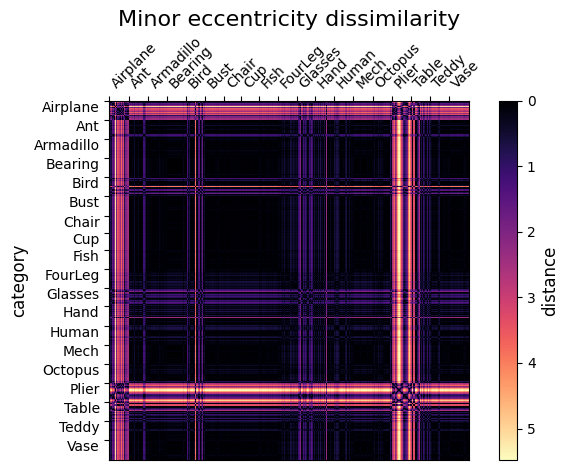 Minor eccentricity dissimilarity
Airplane
Ant
Armadillo
Bearing
Bird
Bust
Chair
Cup
Fish
FourLeg
Glasses
Hand
Human
Mech
Octopus
Plier
Table
Teddy
Vase
Airplane
Ant
Armadillo
Bearing
Bird
Bust
Chair
Cup
Fish
FourLeg
Glasses
Hand
Human
Mech
Octopus
Plier
Table
Teddy
Vase
category
0
1
2
3
4
5
distance